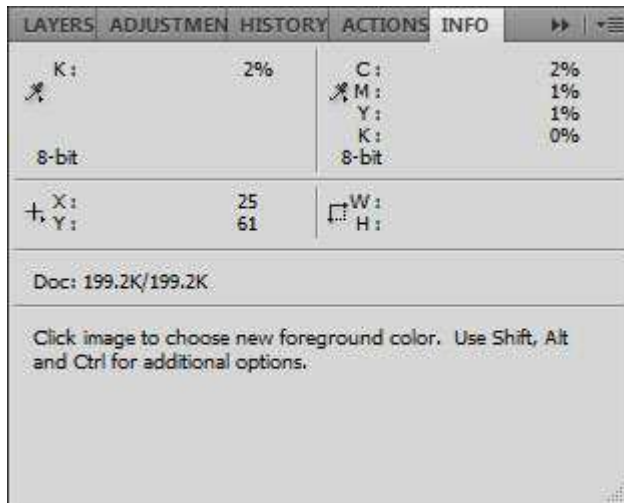 LAYERS ADJUSTMEN HISTORY ACTIONS INFO
K: 2%
8-bit
C: 2%
M: 1%
Y: 1%
K: 0%
8-bit
X: 25
Y: 61
W:
H:
Doc: 199.2K/199.2K
Click image to choose new foreground color. Use Shift, Alt
and Ctrl for additional options.